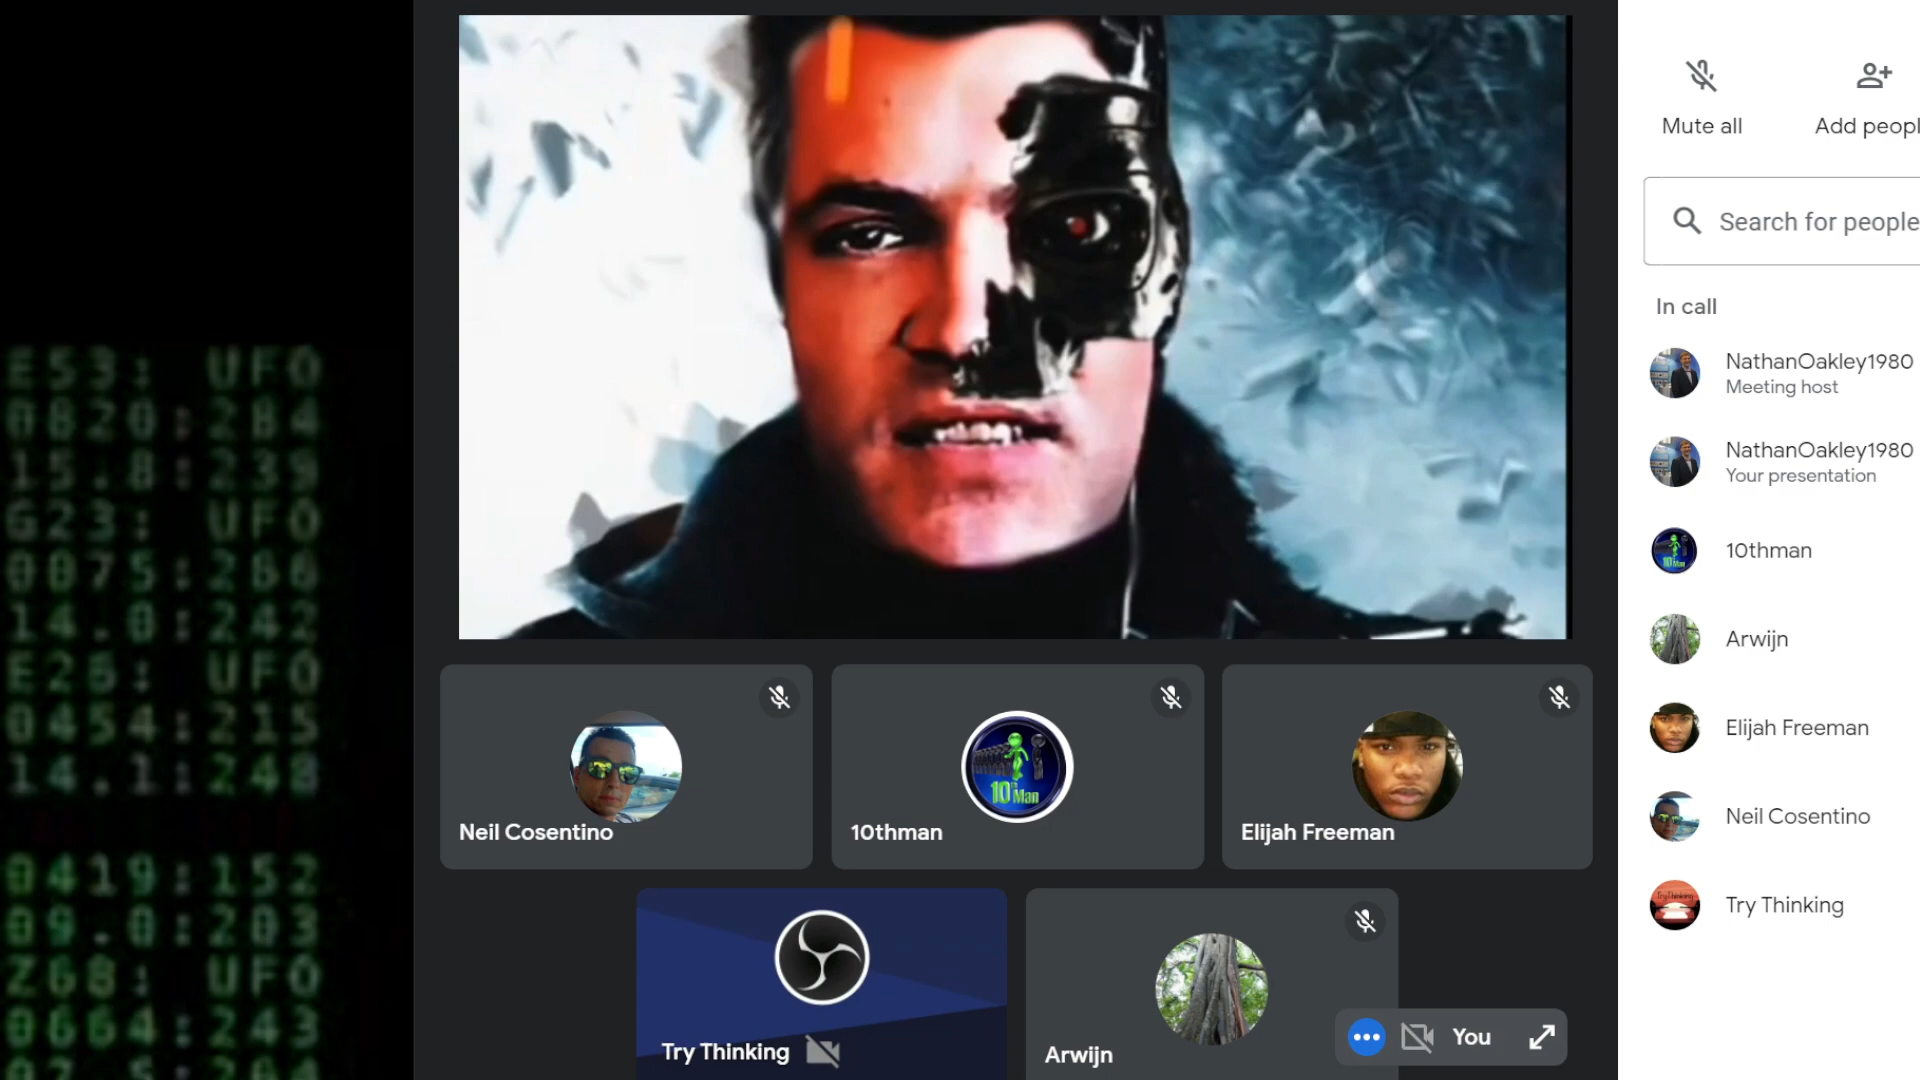 E53: UFO
0820:284
15.8:239
G23: UFO
0075:266
14.0:242
E26: UFO
0454:215
14.1:248
0419:152
09.0:203
Z68: UFO
0664:243
Neil Cosentino
10th Man
10thman
Elijah Freeman
Try Thinking
Arwijn
You
Mute all
Add peopl
Search for people
In call
NathanOakley1980
Meeting host
NathanOakley1980
Your presentation
10thman
Arwijn
Elijah Freeman
Neil Cosentino
Try Thinking